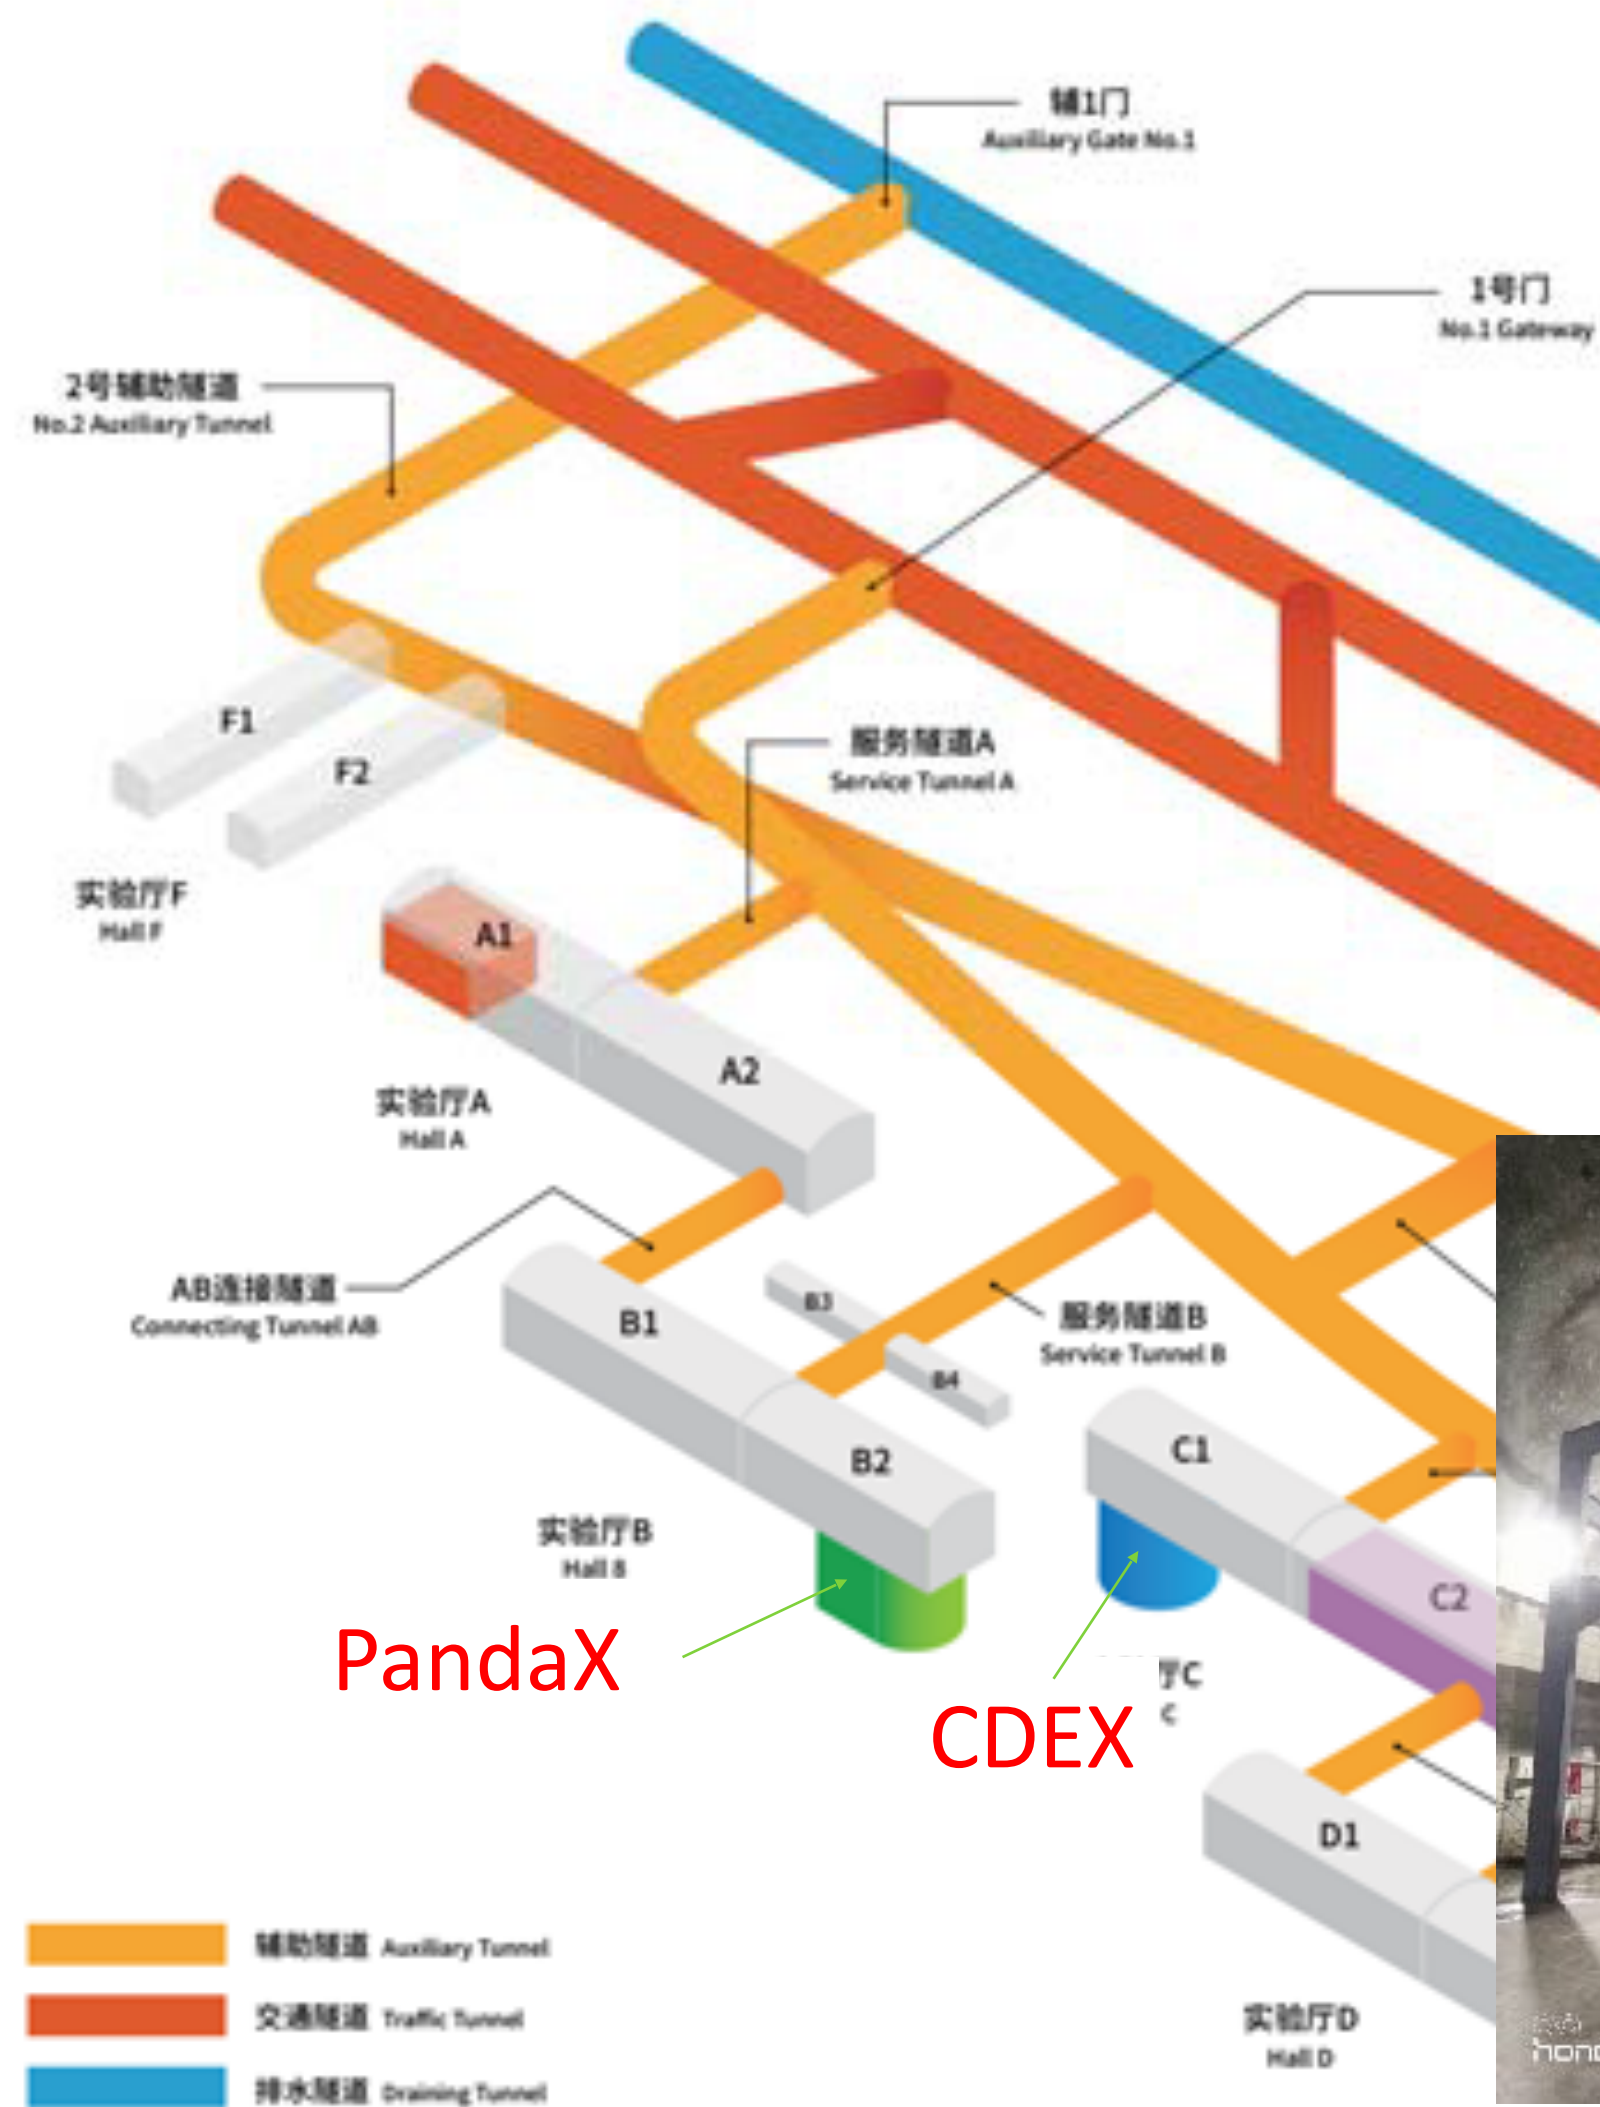 辅1门
Auxiliary Gate No.1
1号门
No.1 Gateway
2号辅助隧道
No.2 Auxiliary Tunnel
F1
F2
服务隧道A
Service Tunnel A
实验厅F
Hall F
A1
A2
实验厅A
Hall A
AB连接隧道
Connecting Tunnel AB
B1
B3
服务隧道B
Service Tunnel B
B4
B2
C1
实验厅B
Hall B
C2
PandaX
厅C
C
CDEX
D1
辅助隧道 Auxiliary Tunnel
交通隧道 Traffic Tunnel
实验厅D
Hall D
排水隧道 Draining Tunnel